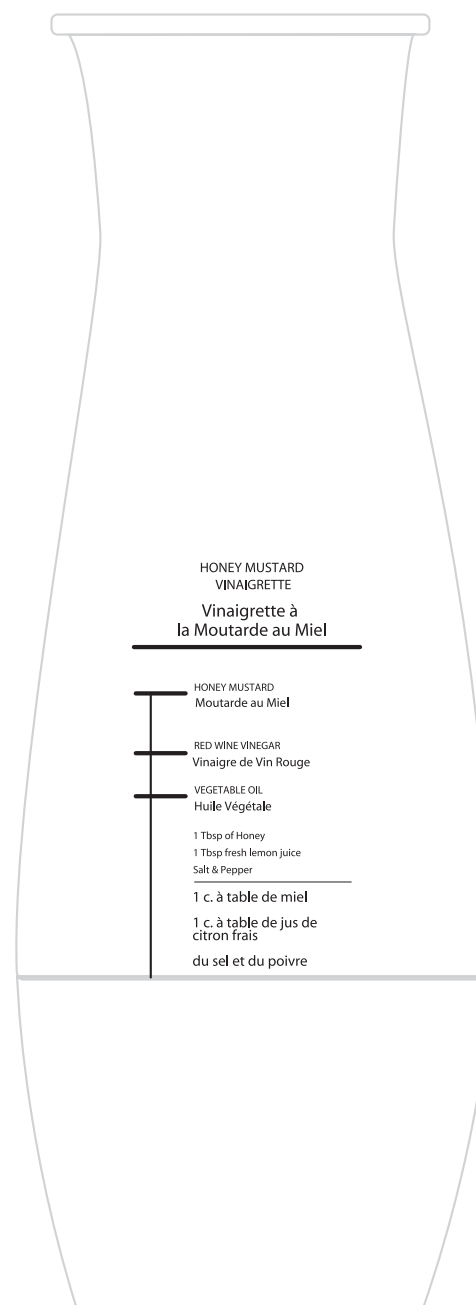 HONEY MUSTARD
VINAIGRETTE
Vinaigrette à
la Moutarde au Miel
HONEY MUSTARD
Moutarde au Miel
RED WINE VINEGAR
Vinaigre de Vin Rouge
VEGETABLE OIL
Huile Végétale
1 Tbsp of Honey
1 Tbsp fresh lemon juice
Salt & Pepper
1 c. à table de miel
1 c. à table de jus de
citron frais
du sel et du poivre